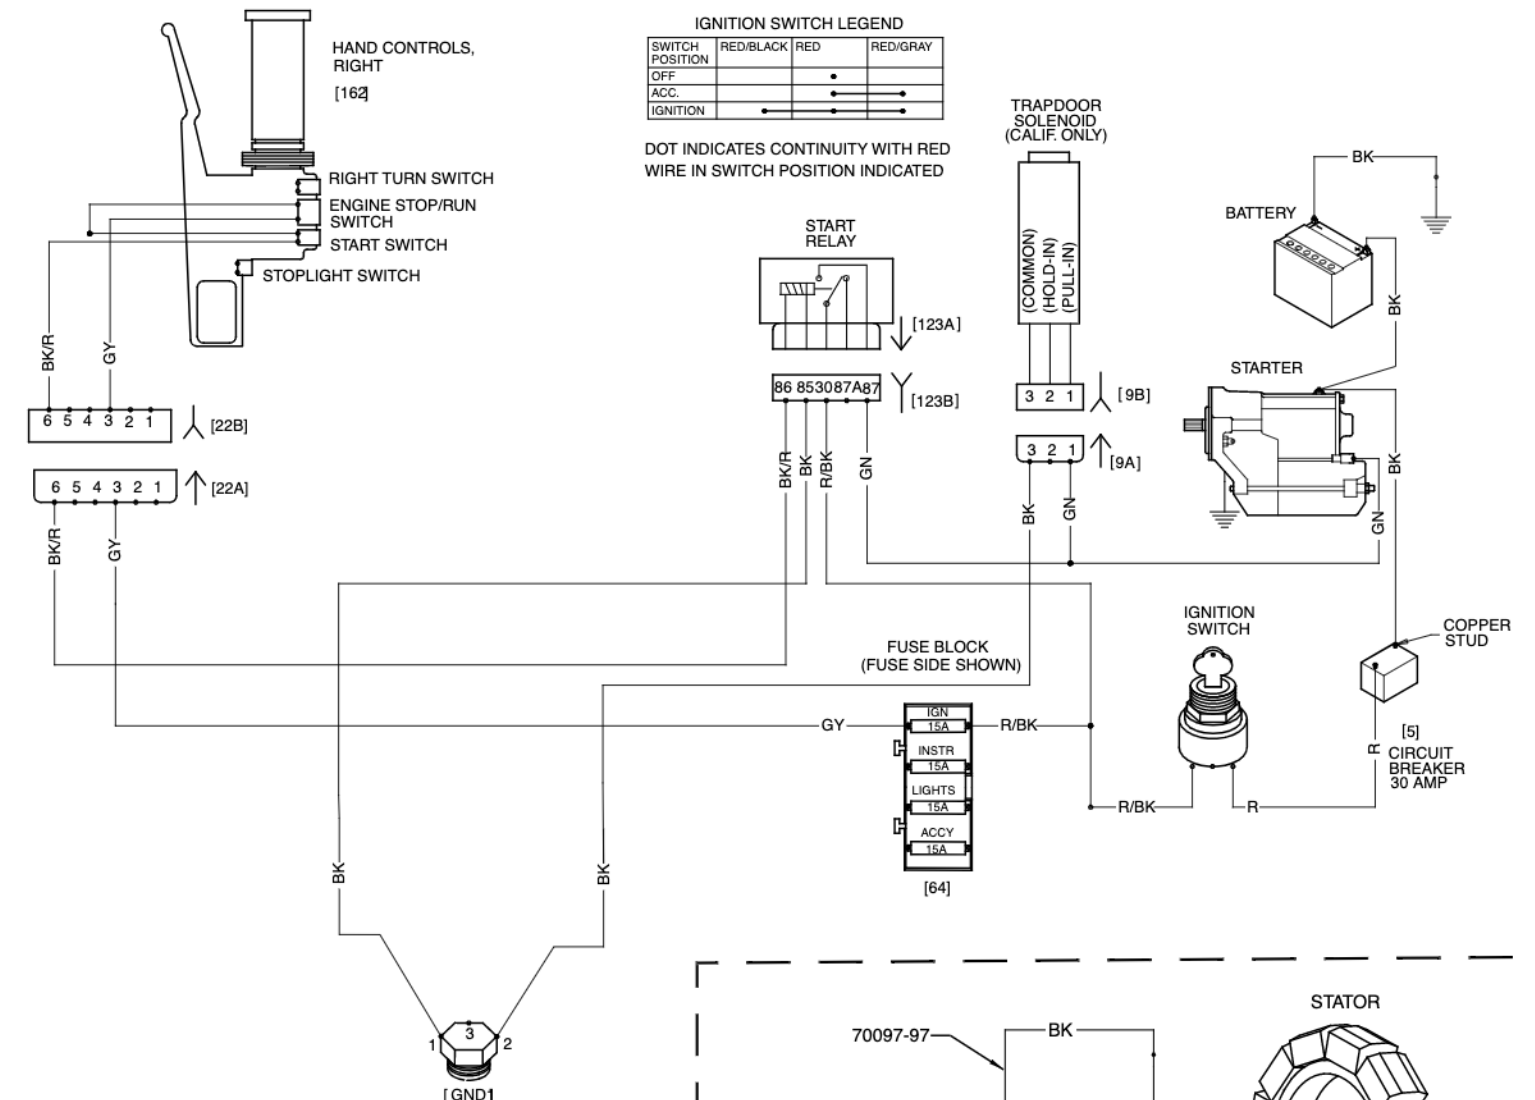 IGNITION SWITCH LEGEND
SWITCH POSITION RED/BLACK RED RED/GRAY
OFF
ACC.
IGNITION
DOT INDICATES CONTINUITY WITH RED
WIRE IN SWITCH POSITION INDICATED
HAND CONTROLS,
RIGHT
[162]
RIGHT TURN SWITCH
ENGINE STOP/RUN
SWITCH
START SWITCH
STOPLIGHT SWITCH
BK/R
GY
6 5 4 3 2 1
[22B]
6 5 4 3 2 1
[22A]
BK/R
GY
START
RELAY
[123A]
86 85 30 87A 87
[123B]
BK/R
BK
R/BK
GN
TRAPDOOR
SOLENOID
(CALIF. ONLY)
(COMMON)
(HOLD-IN)
(PULL-IN)
3 2 1
[9B]
3 2 1
[9A]
BK
GN
BK
BATTERY
- +
BK
STARTER
BK
GN
IGNITION
SWITCH
COPPER
STUD
[5]
CIRCUIT
BREAKER
30 AMP
R
R
R/BK
FUSE BLOCK
(FUSE SIDE SHOWN)
GY
IGN
15A
R/BK
INSTR
15A
LIGHTS
15A
ACCY
15A
[64]
BK
BK
1 3 2
[GND1
70097-97
BK
STATOR